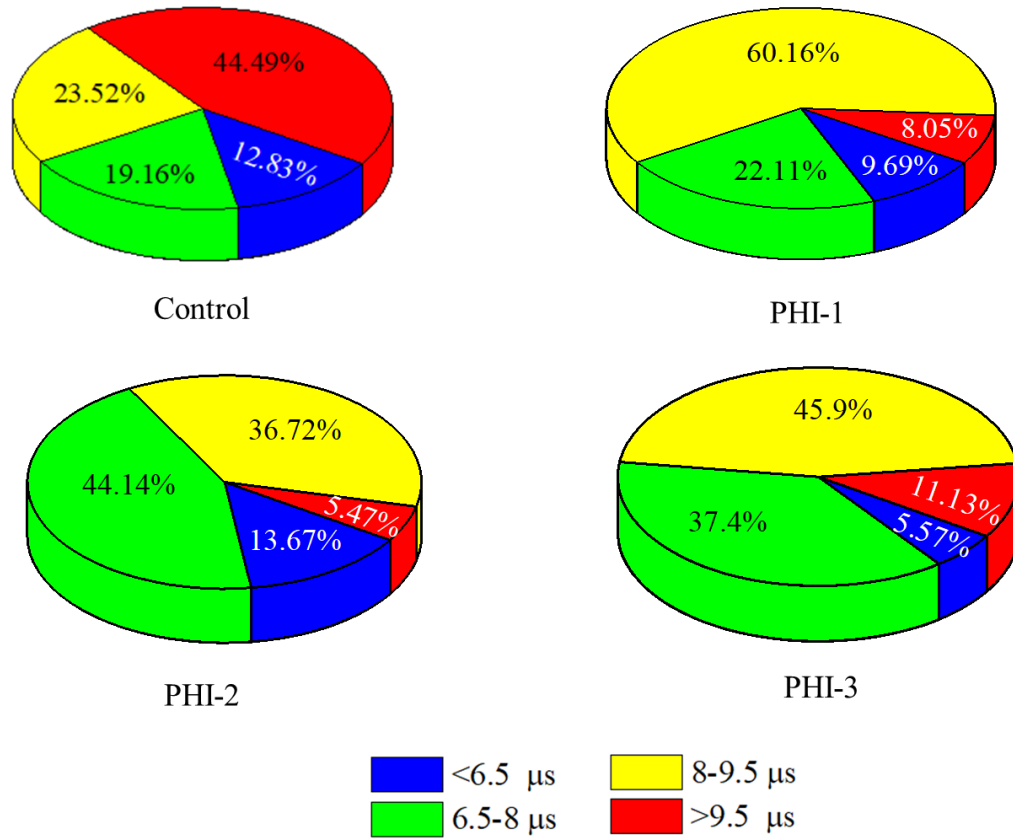 44.49%
23.52%
19.16%
12.83%
Control
60.16%
8.05%
9.69%
22.11%
PHI-1
36.72%
44.14%
5.47%
13.67%
PHI-2
45.9%
11.13%
5.57%
37.4%
PHI-3
<6.5 μs
8-9.5 μs
6.5-8 μs
>9.5 μs